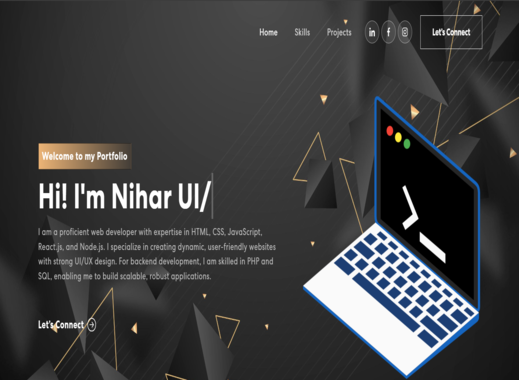 Home Skills Projects in f Let's Connect
Welcome to my Portfolio
Hi! I'm Nihar UI/
I am a proficient web developer with expertise in HTML, CSS, JavaScript,
React.js, and Node.js. I specialize in creating dynamic, user-friendly websites
with strong UI/UX design. For backend development, I am skilled in PHP and
SQL, enabling me to build scalable, robust applications.
Let's Connect